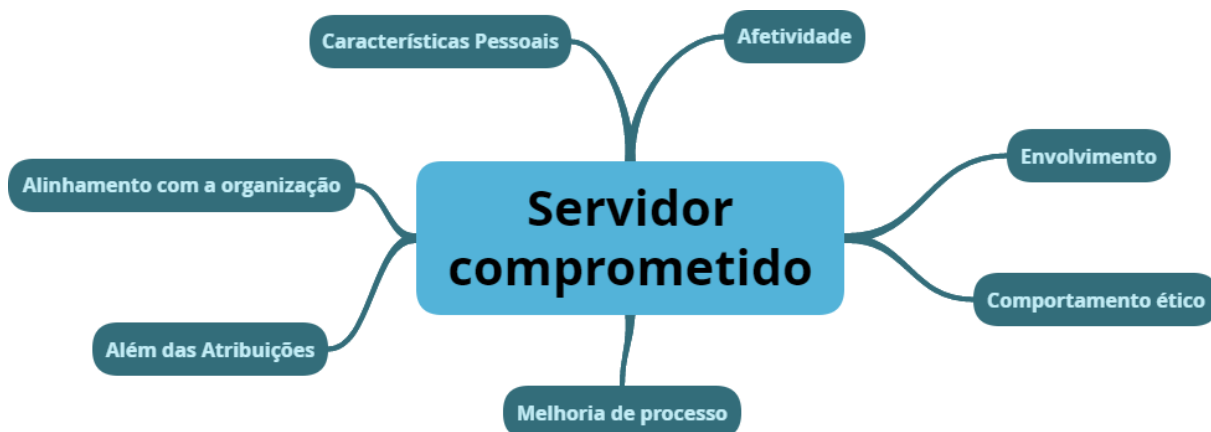 Características Pessoais
Afetividade
Envolvimento
Alinhamento com a organização
Servidor
comprometido
Comportamento ético
Além das Atribuições
Melhoria de processo